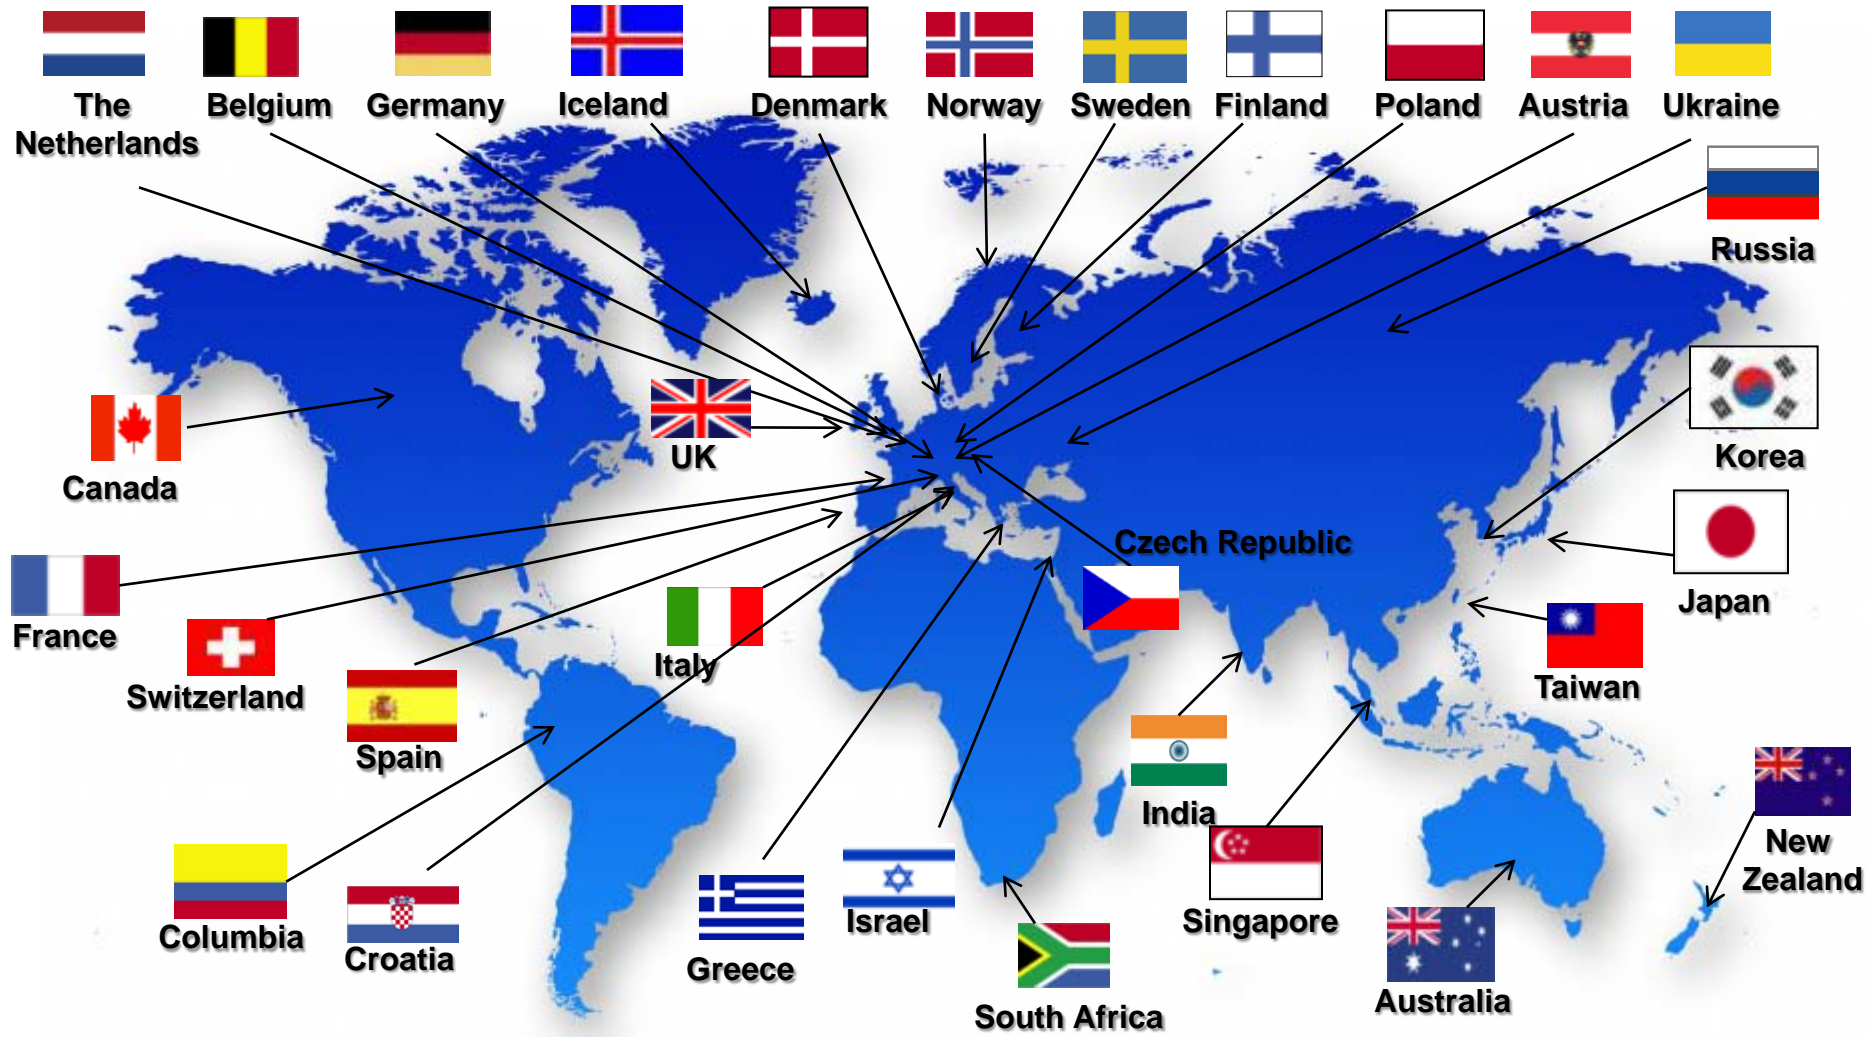 The
Netherlands
Belgium
Germany
Iceland
Denmark
Norway
Sweden
Finland
Poland
Austria
Ukraine
Russia
Korea
Canada
UK
Czech Republic
Japan
France
Switzerland
Italy
Taiwan
Spain
India
New
Zealand
Columbia
Croatia
Greece
Israel
South Africa
Singapore
Australia